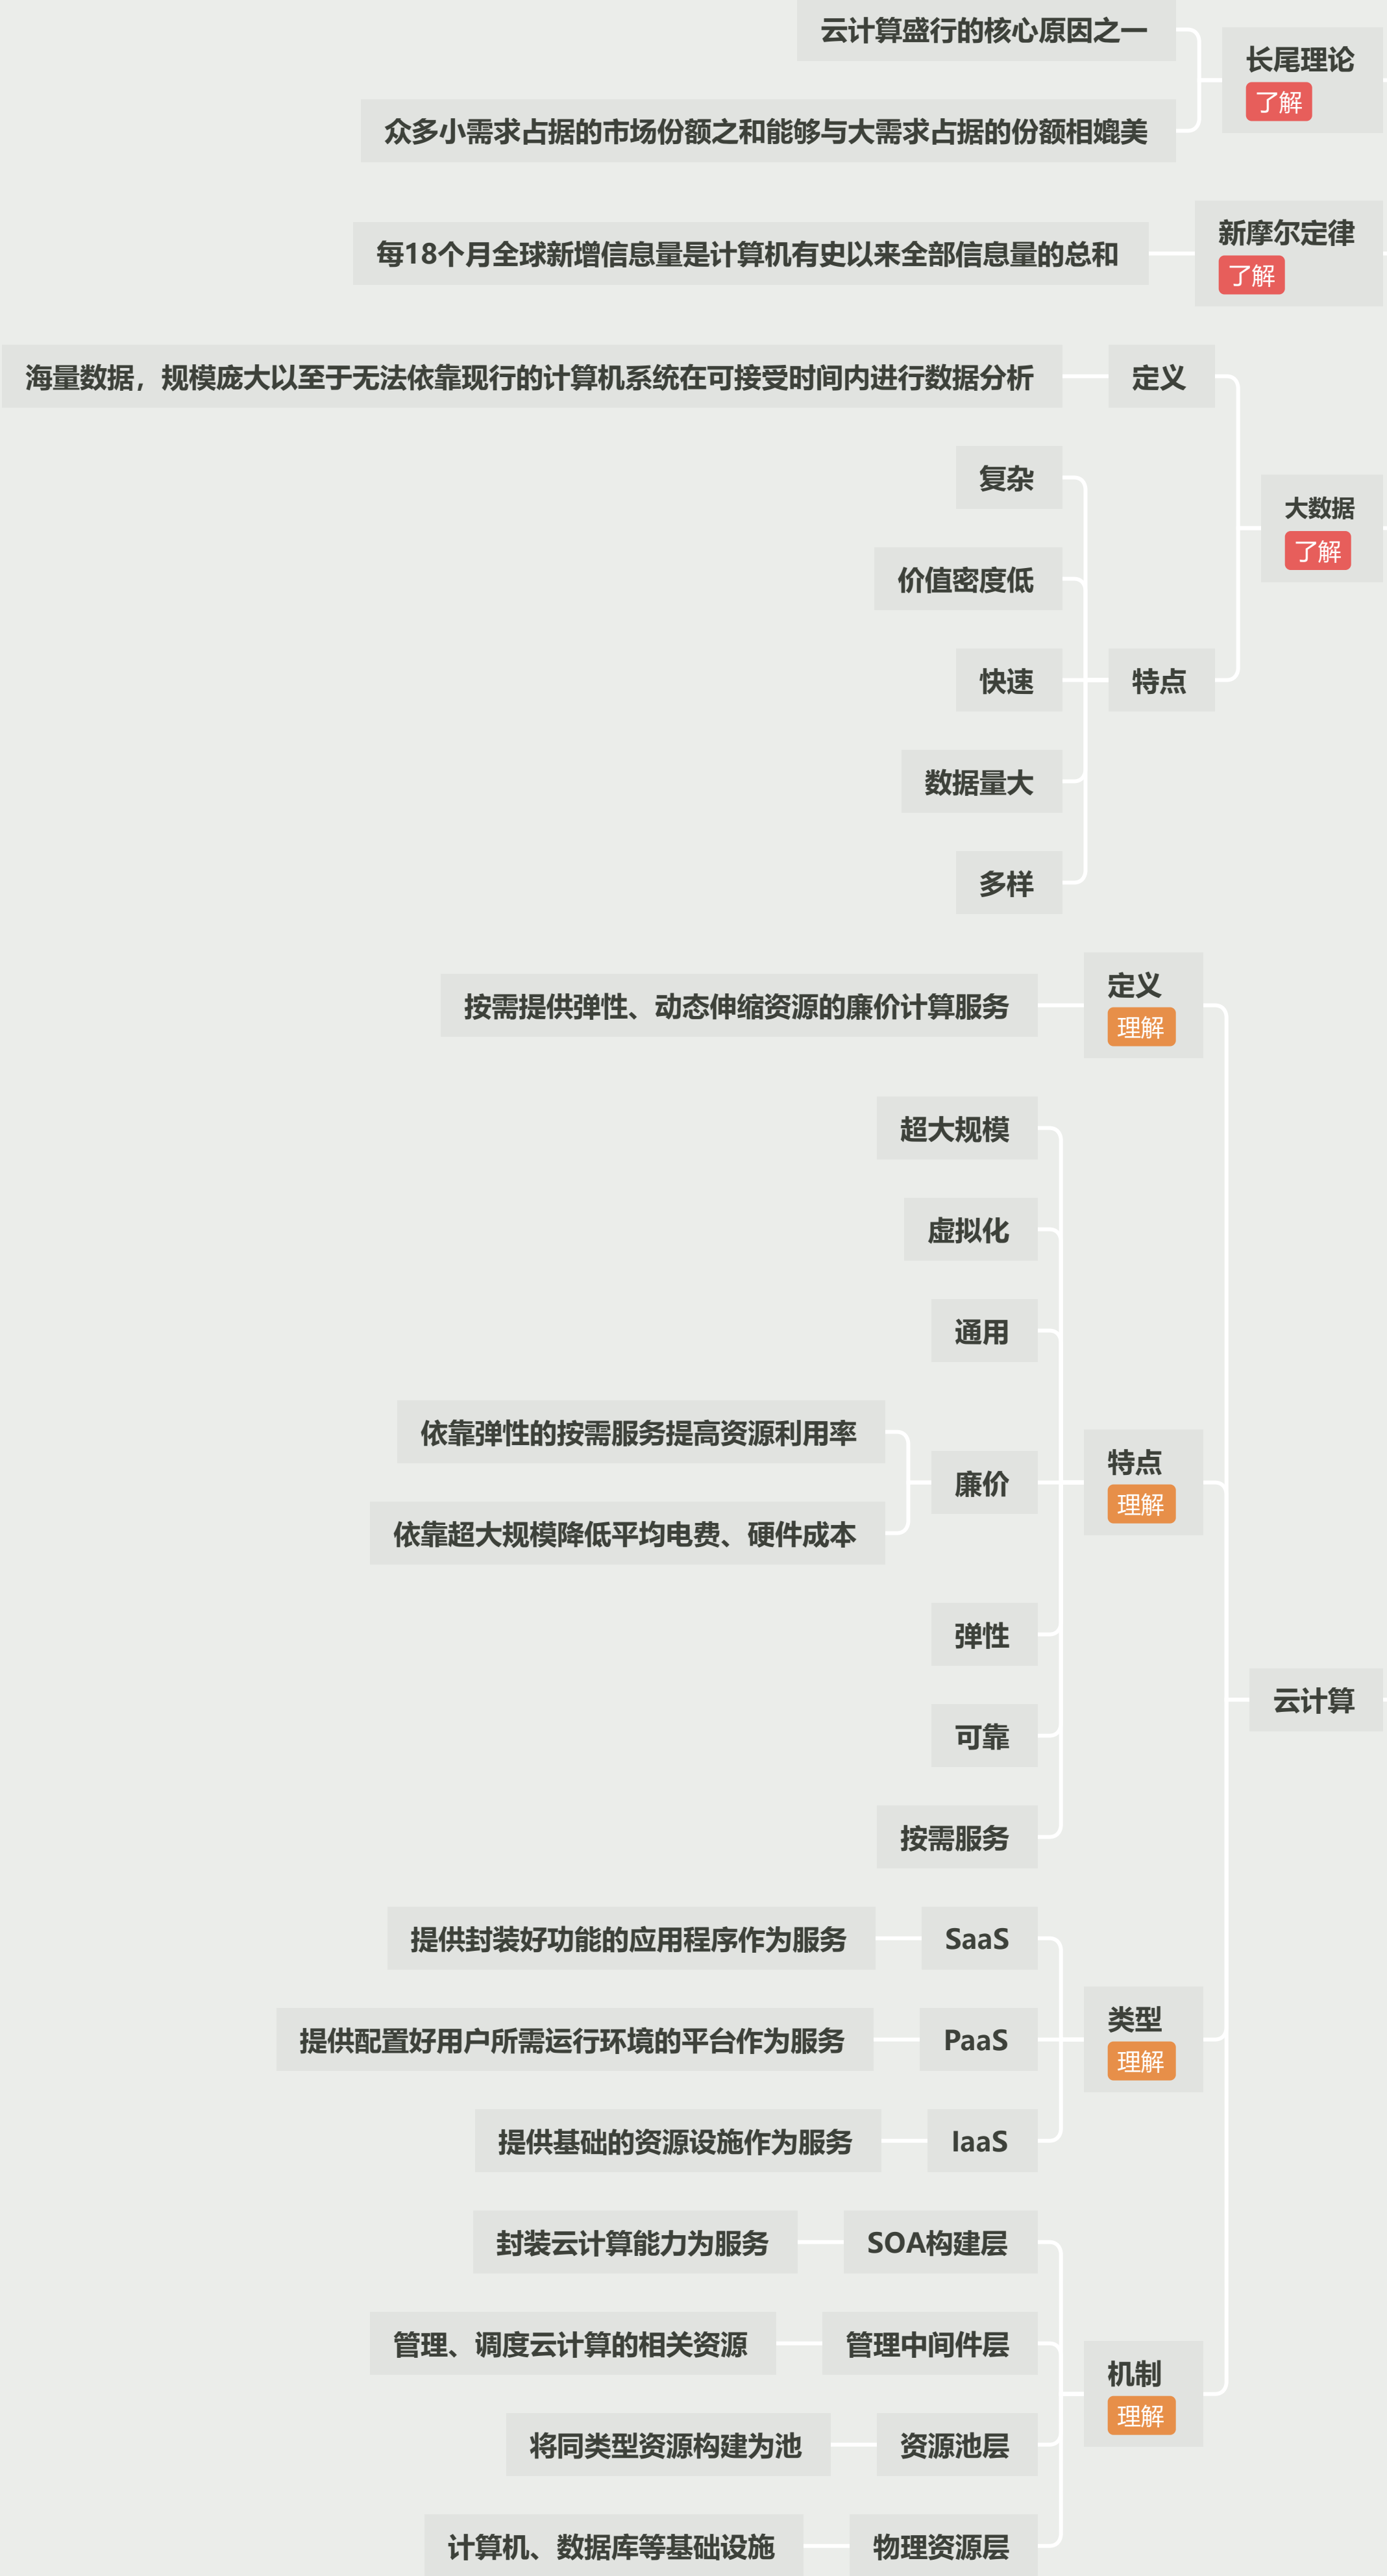 云计算盛行的核心原因之一
长尾理论
了解
众多小需求占据的市场份额之和能够与大需求占据的份额相媲美
新摩尔定律
了解
每18个月全球新增信息量是计算机有史以来全部信息量的总和
海量数据，规模庞大以至于无法依靠现行的计算机系统在可接受时间内进行数据分析
定义
复杂
大数据
了解
价值密度低
快速
特点
数据量大
多样
定义
理解
按需提供弹性、动态伸缩资源的廉价计算服务
超大规模
虚拟化
通用
依靠弹性的按需服务提高资源利用率
特点
理解
廉价
依靠超大规模降低平均电费、硬件成本
弹性
云计算
可靠
按需服务
提供封装好功能的应用程序作为服务
SaaS
类型
理解
提供配置好用户所需运行环境的平台作为服务
PaaS
提供基础的资源设施作为服务
IaaS
封装云计算能力为服务
SOA构建层
管理、调度云计算的相关资源
管理中间件层
机制
理解
将同类型资源构建为池
资源池层
计算机、数据库等基础设施
物理资源层